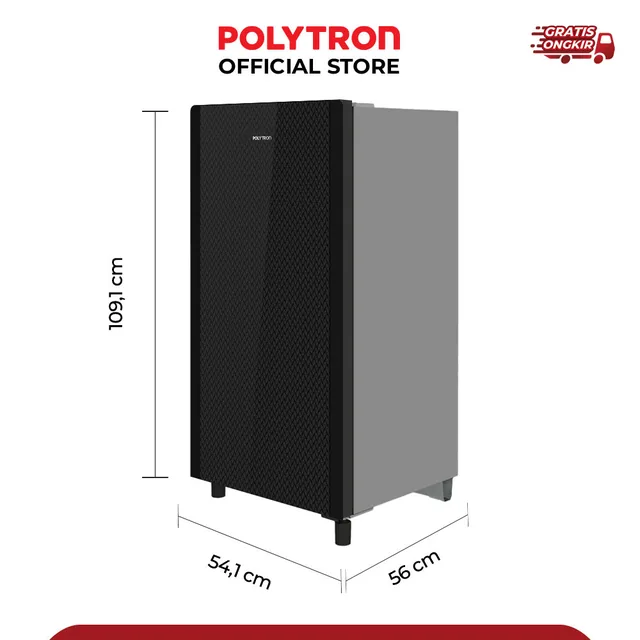 POLYTRON
OFFICIAL STORE
GRATIS
ONGKIR
POLYTRON
109,1 cm
54,1 cm
56 cm